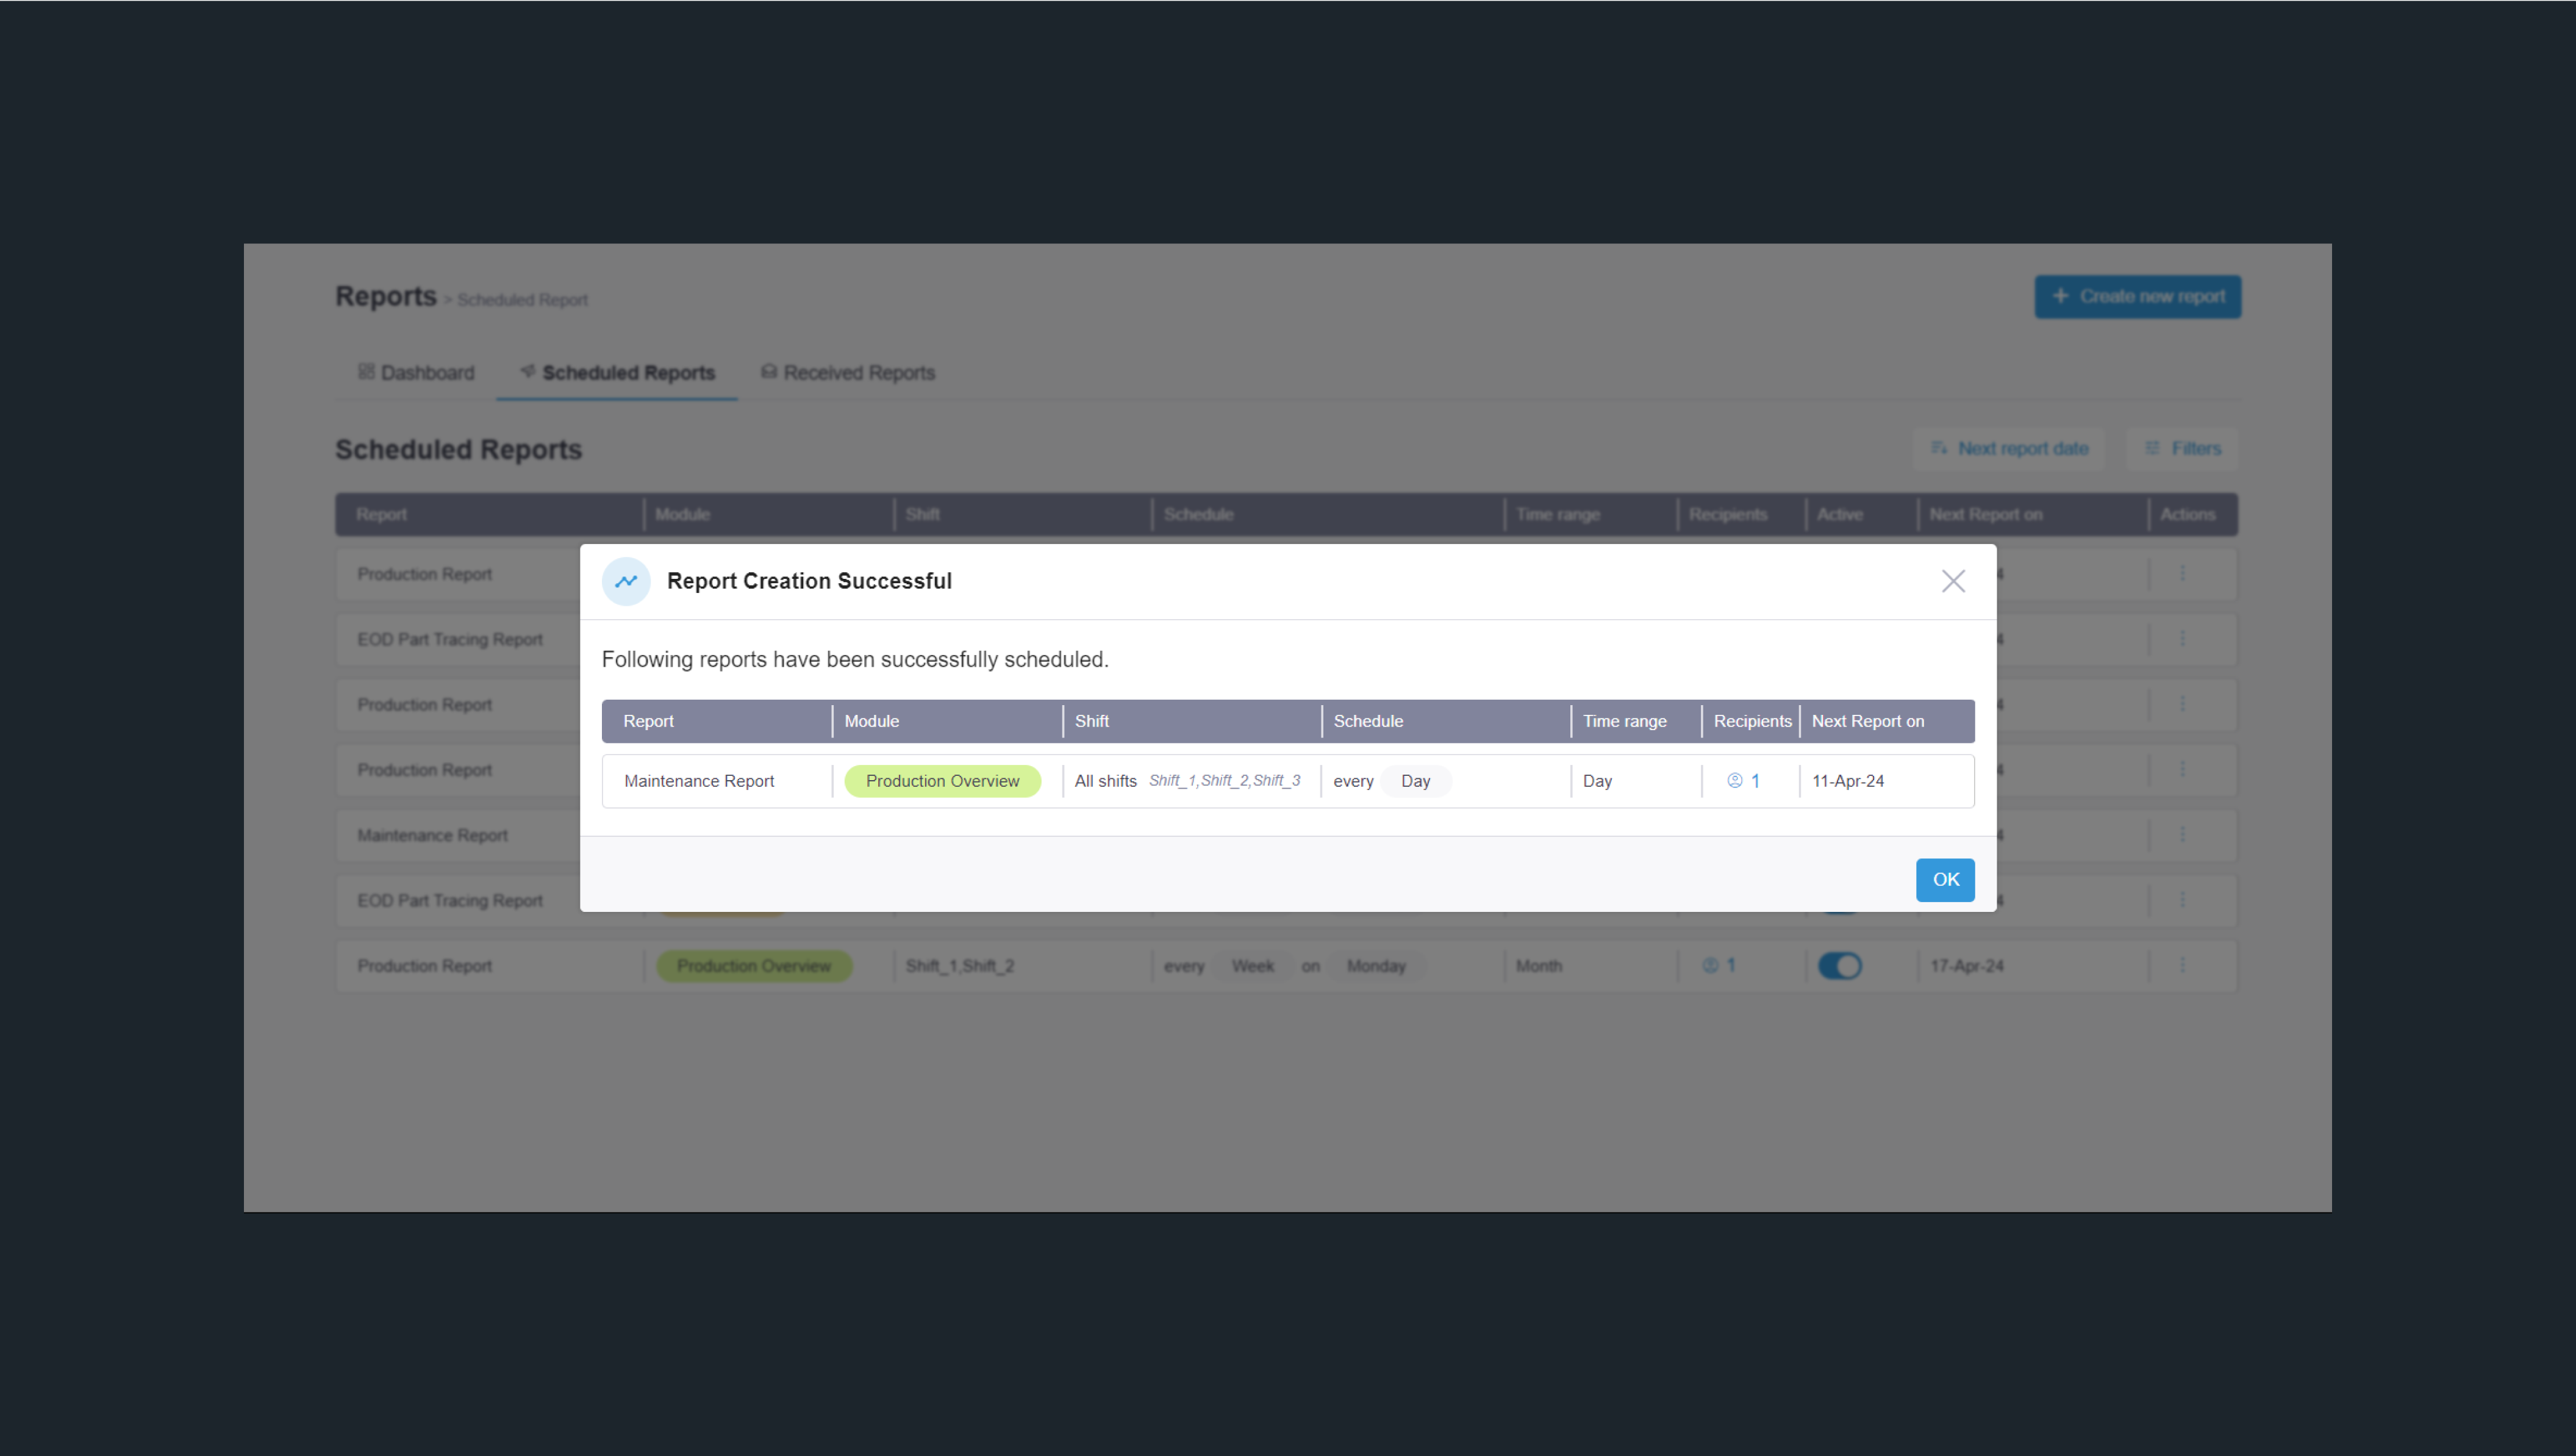 Reports > Scheduled Report
+ Create new report
Dashboard Scheduled Reports Received Reports
Scheduled Reports
Next report date Filters
Report Module Shift Schedule Time range Recipients Active Next Report on Actions
Production Report
EOD Part Tracing Report
Production Report
Production Report
Maintenance Report
EOD Part Tracing Report
Production Report Production Overview Shift_1,Shift_2 every Week on Monday Month 1 17-Apr-24
Report Creation Successful
Following reports have been successfully scheduled.
Report Module Shift Schedule Time range Recipients Next Report on
Maintenance Report Production Overview All shifts Shift_1,Shift_2,Shift_3 every Day Day 1 11-Apr-24
OK